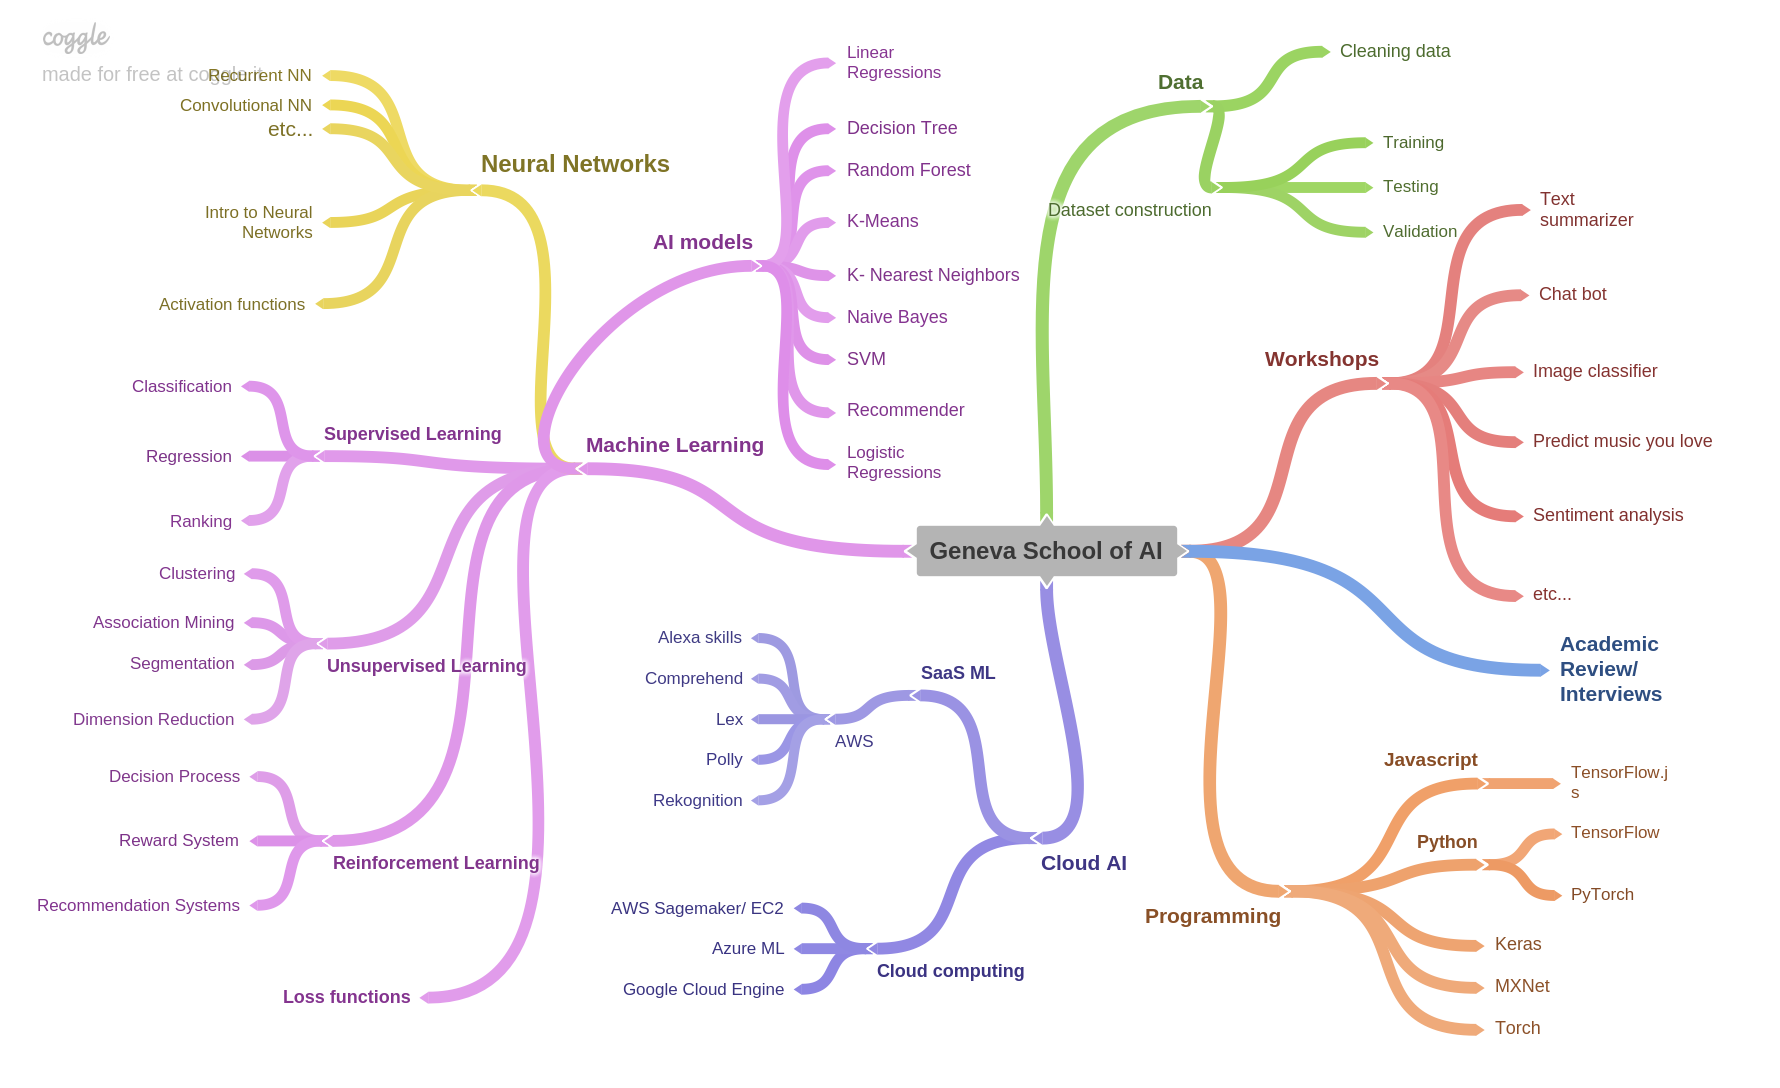 coggle
made for free at coggle.it
Recurrent NN
Convolutional NN
etc...
Neural Networks
Intro to Neural
Networks
Activation functions
Linear
Regressions
Decision Tree
Random Forest
K-Means
AI models
K- Nearest Neighbors
Naive Bayes
SVM
Recommender
Logistic
Regressions
Data
Cleaning data
Training
Testing
Dataset construction
Validation
Text
summarizer
Chat bot
Workshops
Image classifier
Predict music you love
Sentiment analysis
etc...
Classification
Supervised Learning
Regression
Ranking
Machine Learning
Geneva School of AI
Clustering
Association Mining
Segmentation
Unsupervised Learning
Dimension Reduction
Decision Process
Reward System
Reinforcement Learning
Recommendation Systems
Loss functions
Alexa skills
Comprehend
SaaS ML
Lex
AWS
Polly
Rekognition
Cloud AI
AWS Sagemaker/ EC2
Azure ML
Cloud computing
Google Cloud Engine
Academic
Review/
Interviews
Javascript
TensorFlow.j
s
Python
TensorFlow
PyTorch
Programming
Keras
MXNet
Torch